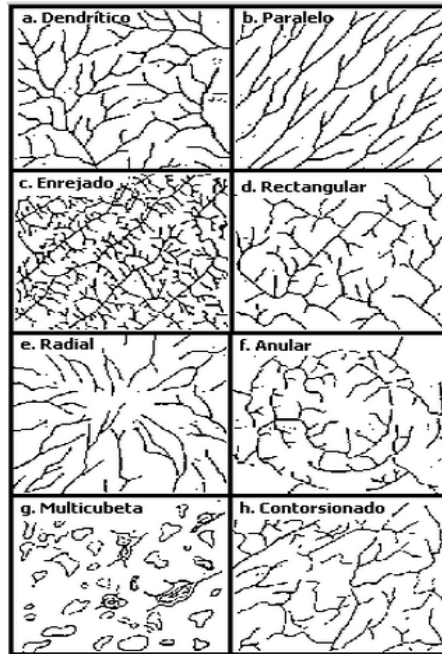 a. Dendrítico
b. Paralelo
c. Enrejado
d. Rectangular
e. Radial
f. Anular
g. Multicubeta
h. Contorsionado